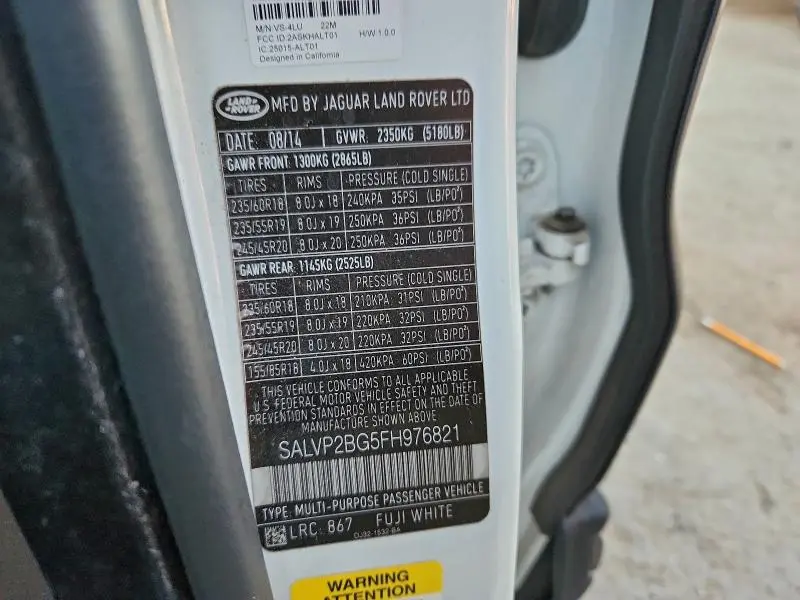 M/N:VS-4LU 22M
FCC ID:2ASKHALT01 H/W 1.0.0
IC:25015-ALT01
Designed in California
LAND ROVER MFD BY JAGUAR LAND ROVER LTD
DATE: 08/14 GVWR: 2350KG (5180LB)
GAWR FRONT: 1300KG (2865LB)
TIRES RIMS PRESSURE (COLD SINGLE)
235/60R18 8.0J x 18 240KPA 35PSI (LB/PO²)
235/55R19 8.0J x 19 250KPA 36PSI (LB/PO²)
245/45R20 8.0J x 20 250KPA 36PSI (LB/PO²)
GAWR REAR: 1145KG (2525LB)
TIRES RIMS PRESSURE (COLD SINGLE)
235/60R18 8.0J x 18 210KPA 31PSI (LB/PO²)
235/55R19 8.0J x 19 220KPA 32PSI (LB/PO²)
245/45R20 8.0J x 20 220KPA 32PSI (LB/PO²)
155/85R18 4.0J x 18 420KPA 60PSI (LB/PO²)
THIS VEHICLE CONFORMS TO ALL APPLICABLE
U.S. FEDERAL MOTOR VEHICLE SAFETY AND THEFT
PREVENTION STANDARDS IN EFFECT ON THE DATE OF
MANUFACTURE SHOWN ABOVE
SALVP2BG5FH976821
TYPE: MULTI-PURPOSE PASSENGER VEHICLE
LRC: 867 FUJI WHITE
DJ32-1532-BA
WARNING
ATTENTION